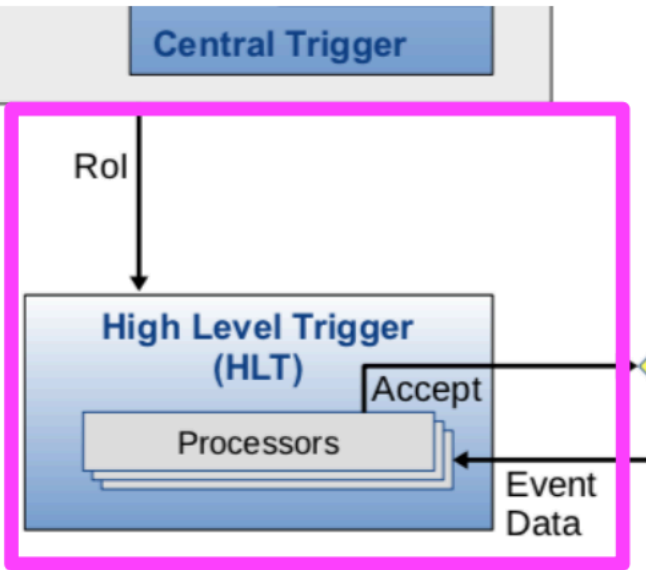 Central Trigger
RoI
High Level Trigger
(HLT)
Accept
Processors
Event
Data